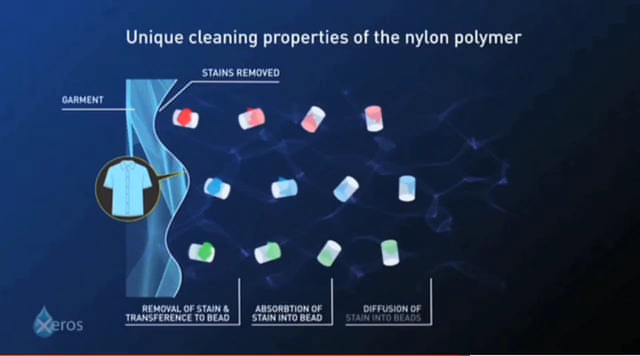 Unique cleaning properties of the nylon polymer
STAINS REMOVED
GARMENT
REMOVAL OF STAIN &
TRANSFERENCE TO BEAD
ABSORBTION OF
STAIN INTO BEAD
DIFFUSION OF
STAIN INTO BEADS
Xeros